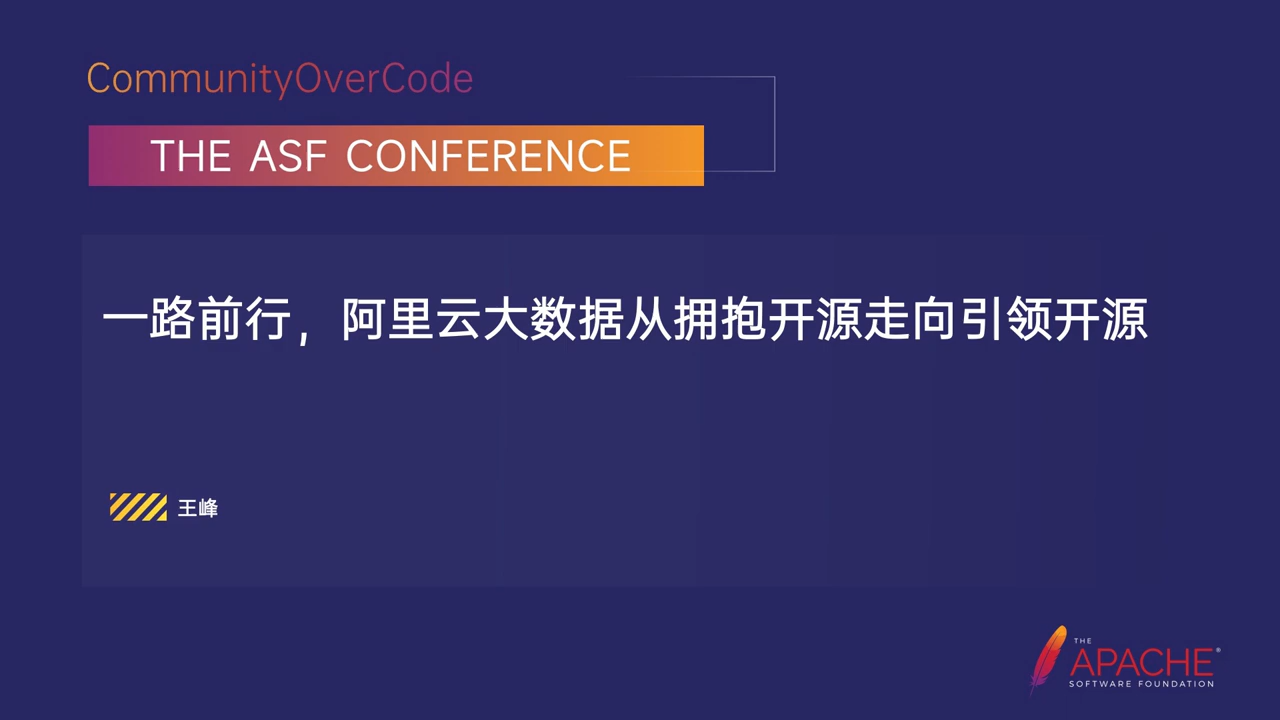 CommunityOverCode
THE ASF CONFERENCE
一路前行，阿里云大数据从拥抱开源走向引领开源
王峰
THE
APACHE®
SOFTWARE FOUNDATION